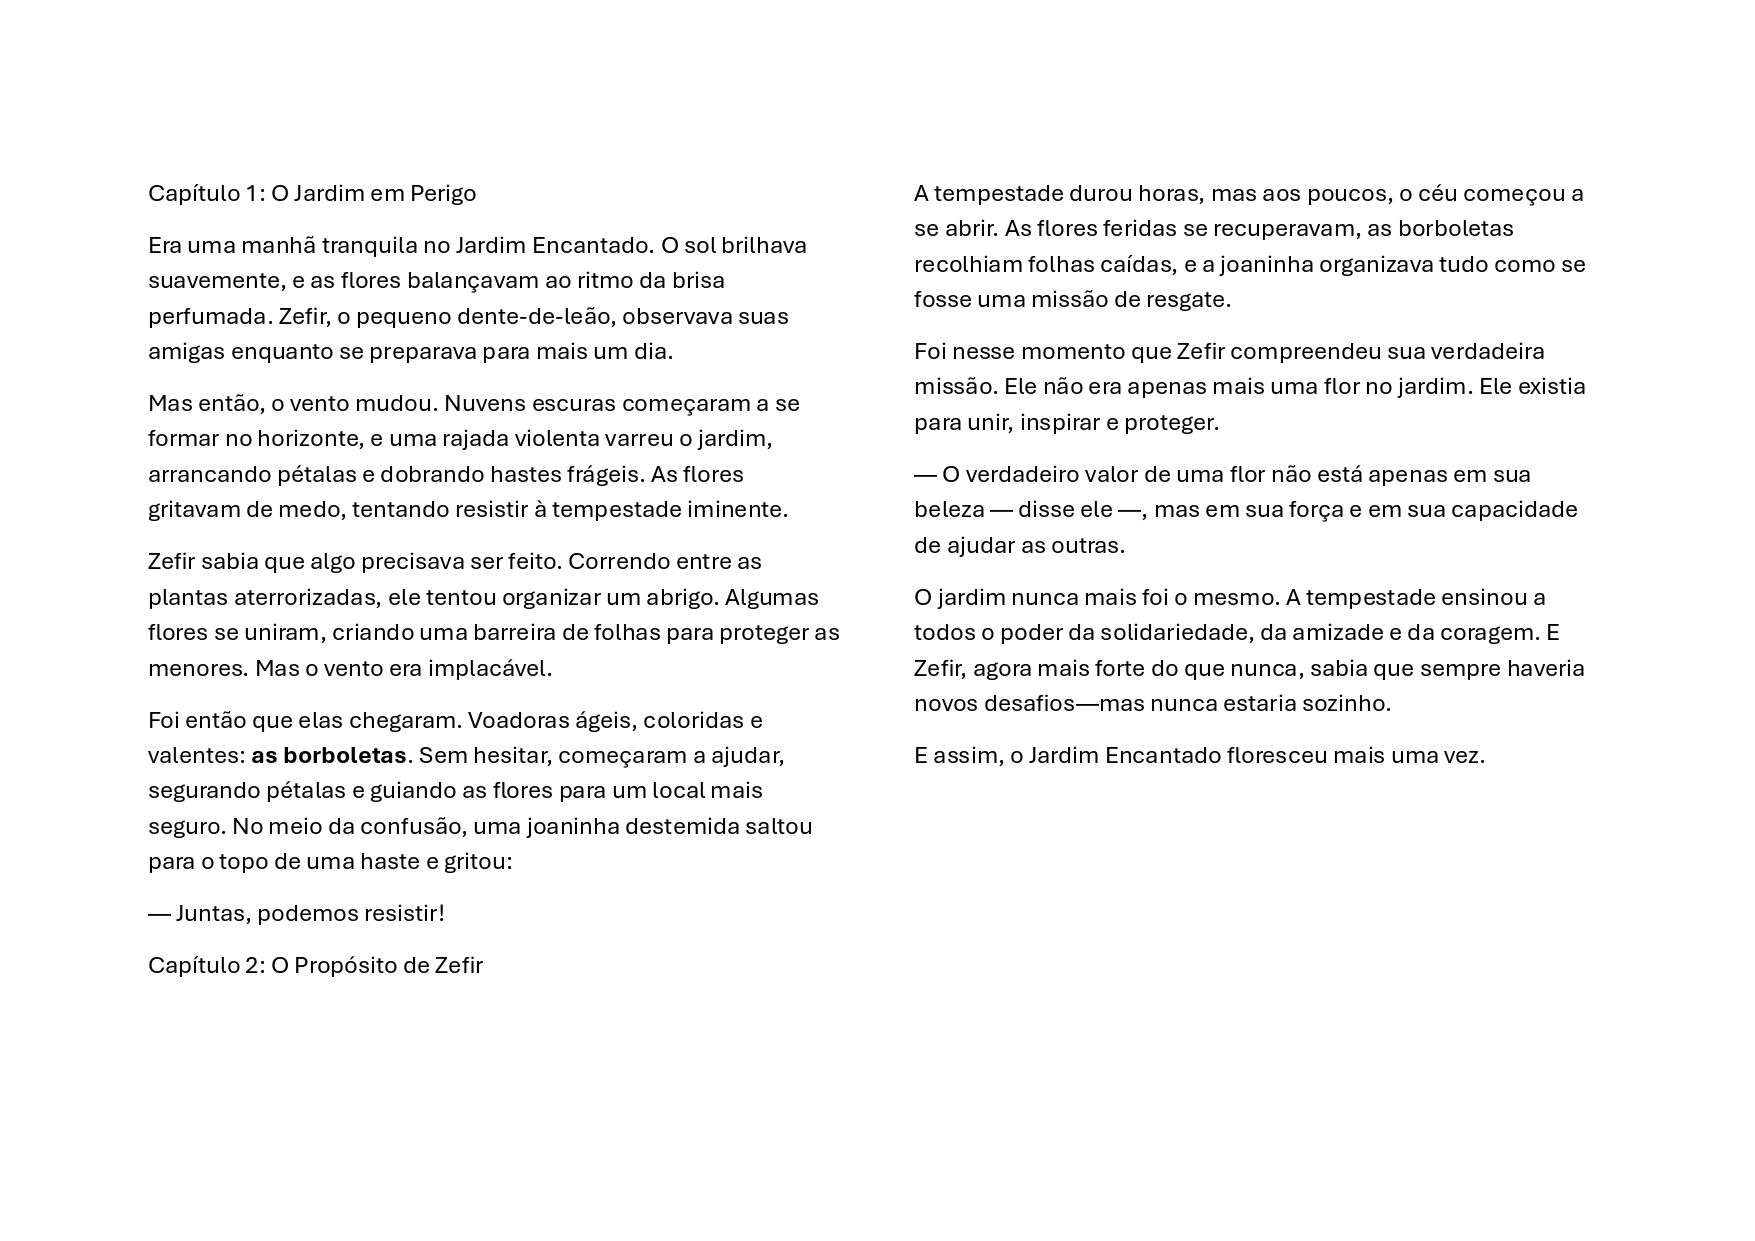 Capítulo 1: O Jardim em Perigo
Era uma manhã tranquila no Jardim Encantado. O sol brilhava
suavemente, e as flores balançavam ao ritmo da brisa
perfumada. Zefir, o pequeno dente-de-leão, observava suas
amigas enquanto se preparava para mais um dia.
Mas então, o vento mudou. Nuvens escuras começaram a se
formar no horizonte, e uma rajada violenta varreu o jardim,
arrancando pétalas e dobrando hastes frágeis. As flores
gritavam de medo, tentando resistir à tempestade iminente.
Zefir sabia que algo precisava ser feito. Correndo entre as
plantas aterrorizadas, ele tentou organizar um abrigo. Algumas
flores se uniram, criando uma barreira de folhas para proteger as
menores. Mas o vento era implacável.
Foi então que elas chegaram. Voadoras ágeis, coloridas e
valentes: as borboletas. Sem hesitar, começaram a ajudar,
segurando pétalas e guiando as flores para um local mais
seguro. No meio da confusão, uma joaninha destemida saltou
para o topo de uma haste e gritou:
— Juntas, podemos resistir!
Capítulo 2: O Propósito de Zefir
A tempestade durou horas, mas aos poucos, o céu começou a
se abrir. As flores feridas se recuperavam, as borboletas
recolhiam folhas caídas, e a joaninha organizava tudo como se
fosse uma missão de resgate.
Foi nesse momento que Zefir compreendeu sua verdadeira
missão. Ele não era apenas mais uma flor no jardim. Ele existia
para unir, inspirar e proteger.
— O verdadeiro valor de uma flor não está apenas em sua
beleza — disse ele —, mas em sua força e em sua capacidade
de ajudar as outras.
O jardim nunca mais foi o mesmo. A tempestade ensinou a
todos o poder da solidariedade, da amizade e da coragem. E
Zefir, agora mais forte do que nunca, sabia que sempre haveria
novos desafios—mas nunca estaria sozinho.
E assim, o Jardim Encantado floresceu mais uma vez.